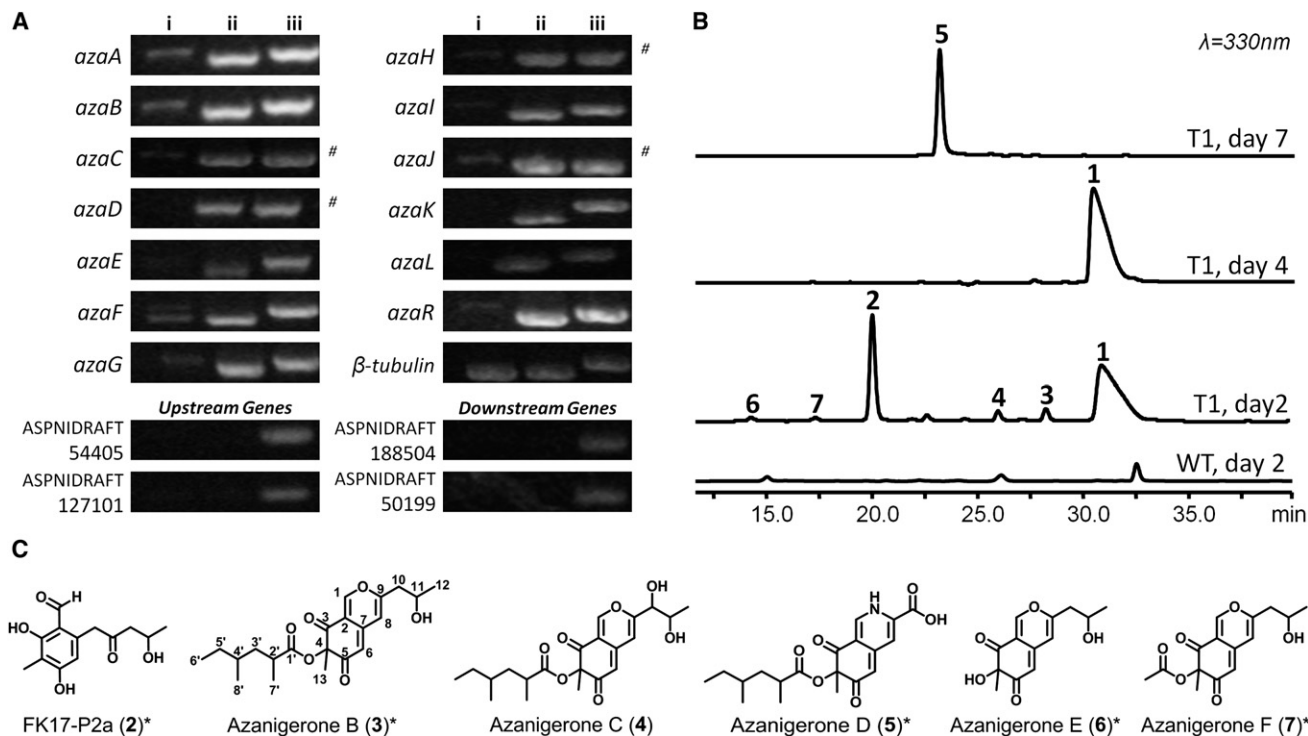 A
i ii iii
azaA
azaB
azaC #
azaD #
azaE
azaF
azaG
Upstream Genes
ASPNIDRAFT
54405
ASPNIDRAFT
127101
i ii iii
azaH #
azaI
azaJ #
azaK
azaL
azaR
β-tubulin
Downstream Genes
ASPNIDRAFT
188504
ASPNIDRAFT
50199
B
λ=330nm
5
T1, day 7
1
T1, day 4
6 7 2 4 3 1
T1, day2
WT, day 2
15.0 20.0 25.0 30.0 35.0 min
C
O H
HO
O OH
OH
FK17-P2a (2)*
1 O 9 10 11 12
O 3 2 7 8 OH
5' 3' O 4 5 6
6' 4' 2' 1' O 13 O
8' 7'
Azanigerone B (3)*
OH
O
O OH
O
O O
Azanigerone C (4)
O
HN
O OH
O
O O
Azanigerone D (5)*
O
O OH
HO
O
Azanigerone E (6)*
O
O OH
O
O O
Azanigerone F (7)*